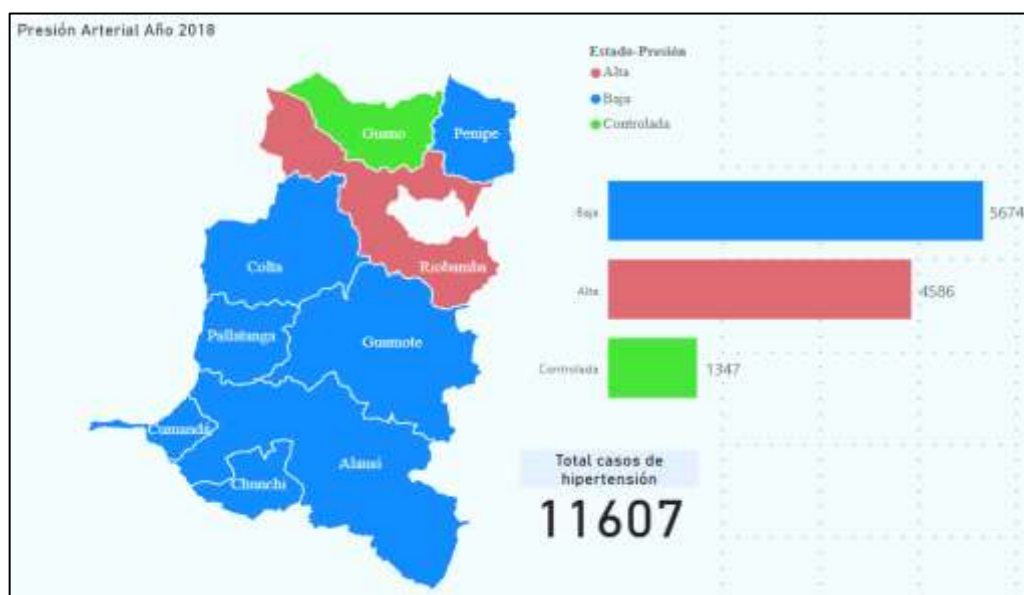 Presión Arterial Año 2018
Estado-Presión
Alta
Baja
Controlada
Guano
Penipe
Riobamba
Colta
Pallatanga
Guamote
Cumandá
Alausí
Chunchi
Baja
5674
Alta
4586
Controlada
1347
Total casos de
hipertensión
11607